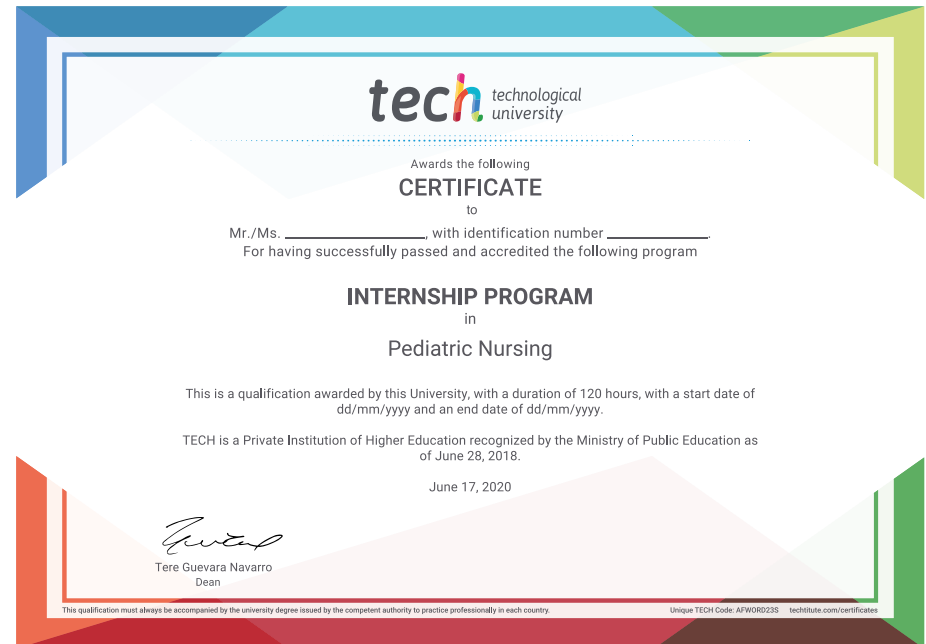 tech technological
university
Awards the following
CERTIFICATE
to
Mr./Ms. ____________________, with identification number ______________.
For having successfully passed and accredited the following program
INTERNSHIP PROGRAM
in
Pediatric Nursing
This is a qualification awarded by this University, with a duration of 120 hours, with a start date of
dd/mm/yyyy and an end date of dd/mm/yyyy.
TECH is a Private Institution of Higher Education recognized by the Ministry of Public Education as
of June 28, 2018.
June 17, 2020
Tere Guevara Navarro
Dean
This qualification must always be accompanied by the university degree issued by the competent authority to practice professionally in each country. Unique TECH Code: AFWORD23S techtitute.com/certificates